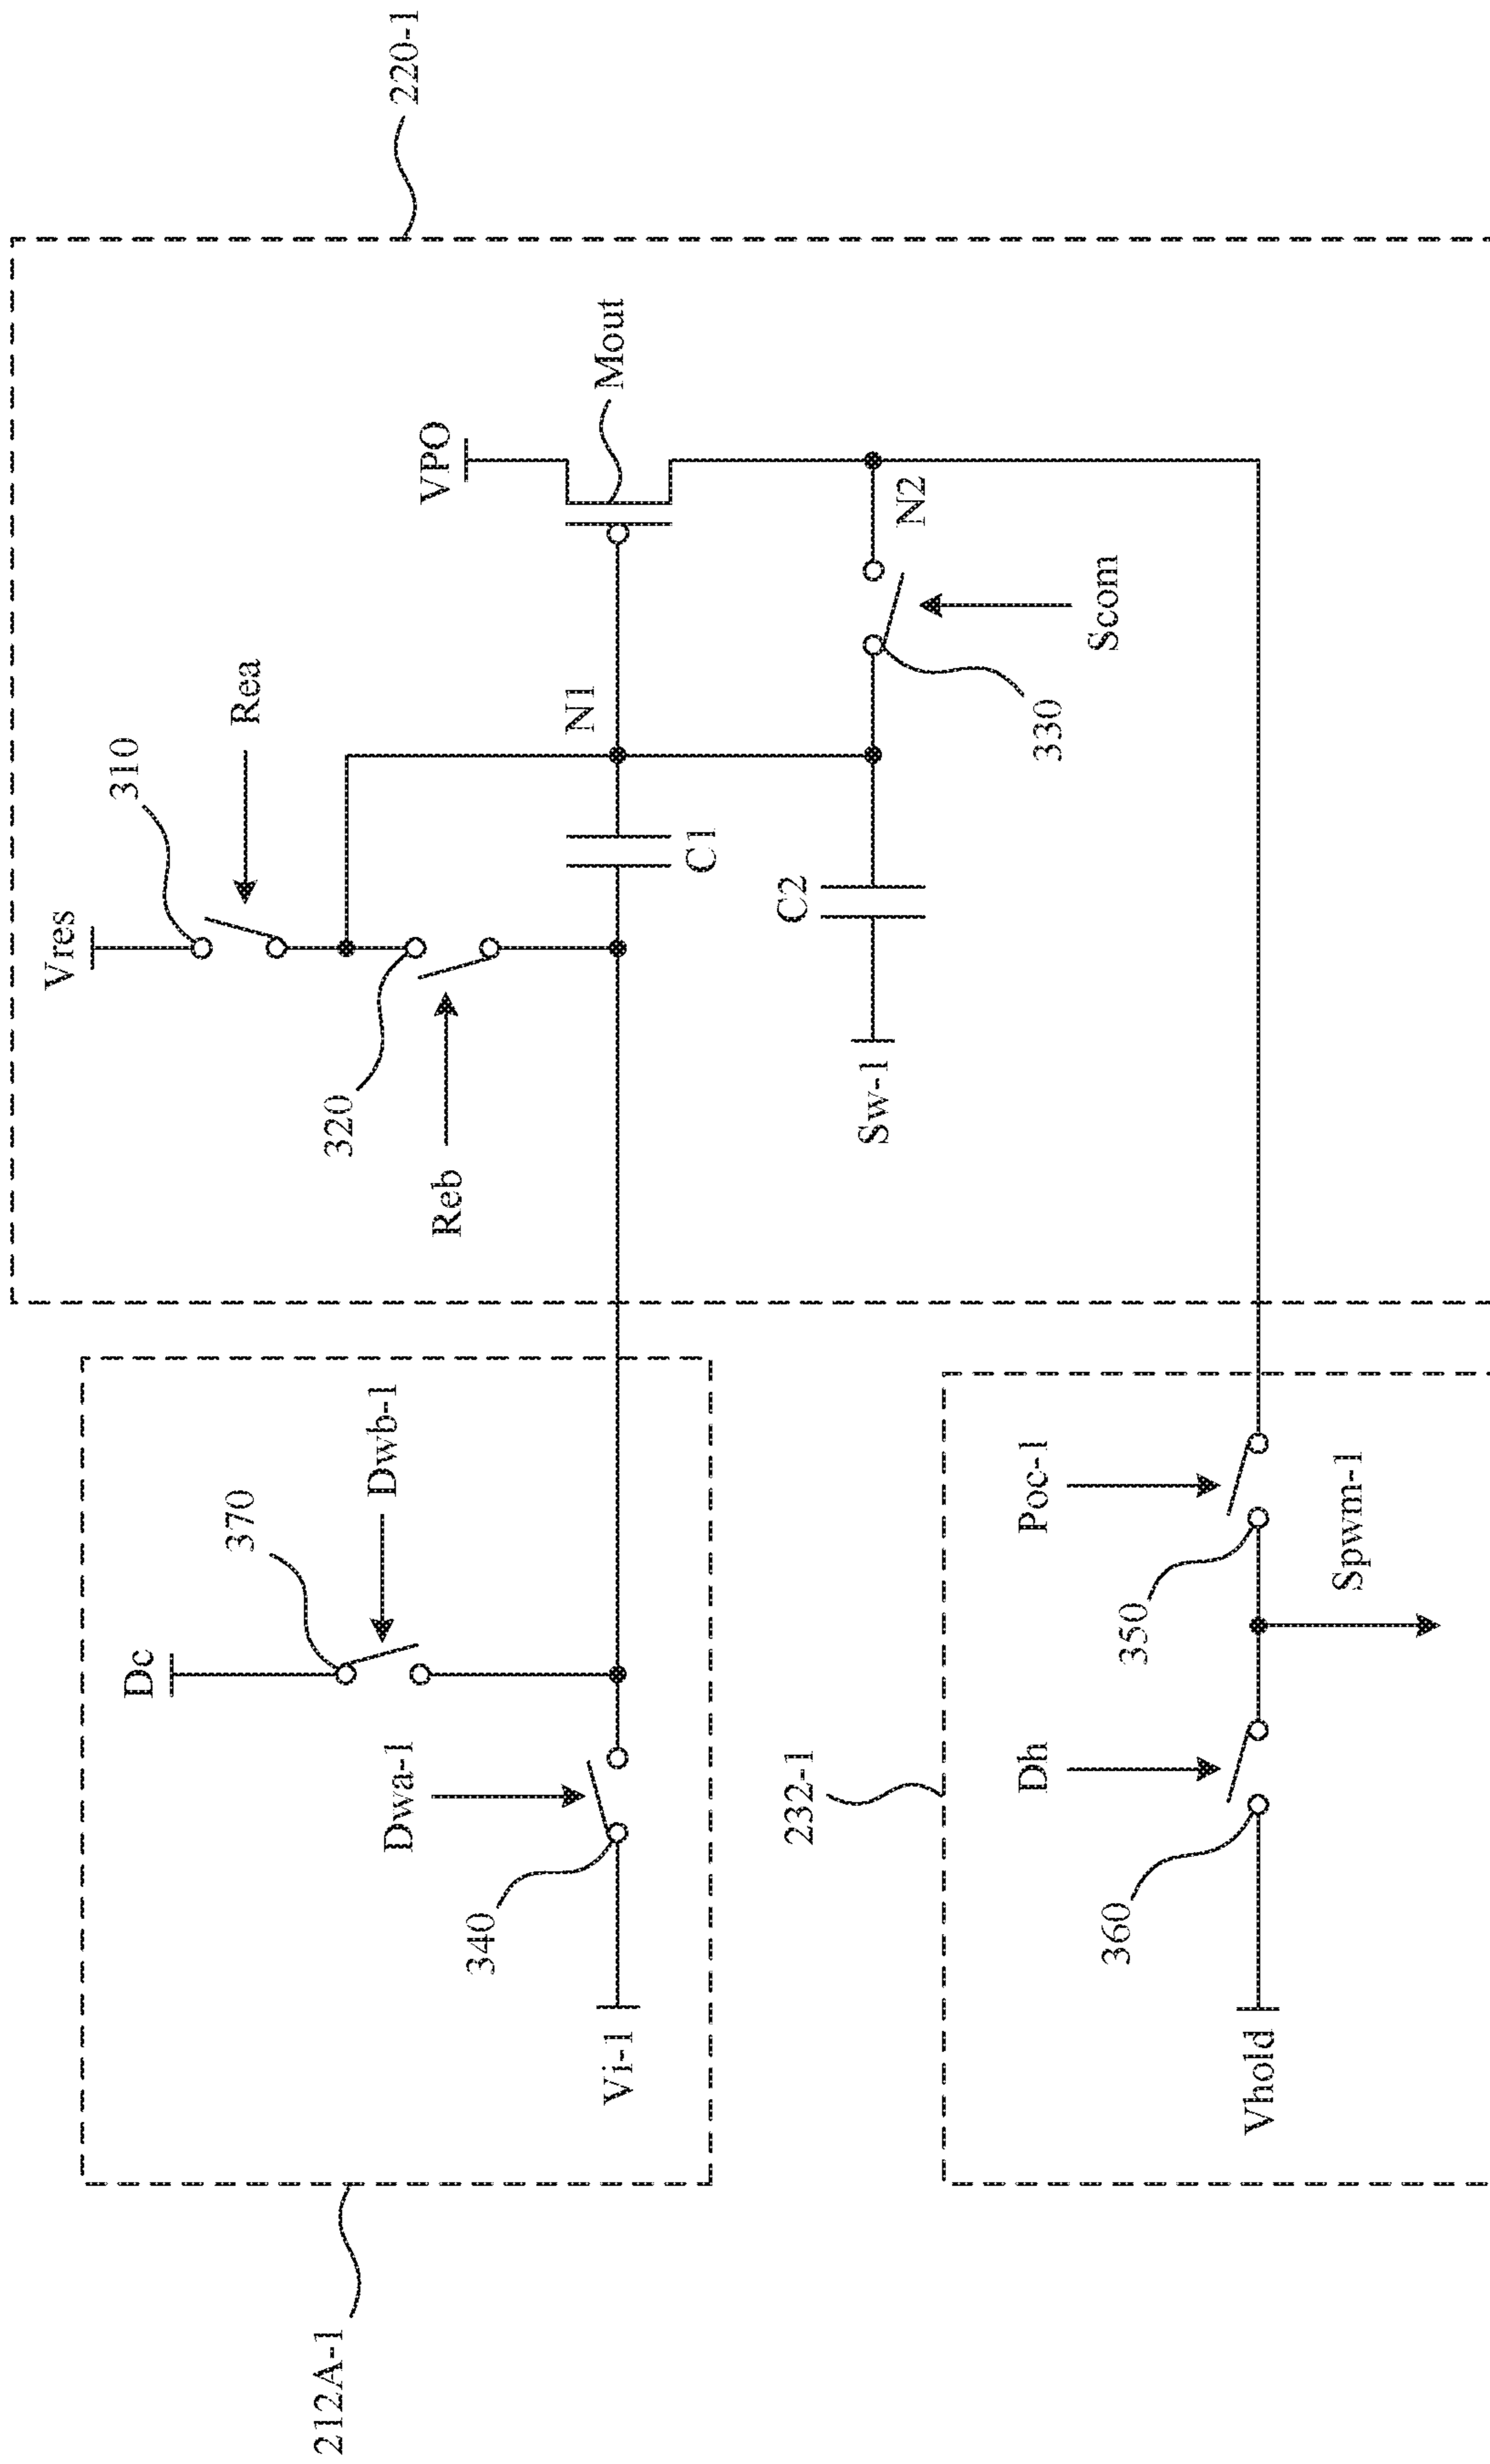 212A-1
Dc
370
Dwb-1
Dwa-1
340
Vi-1
232-1
Poc-1
Dh
350
Spwm-1
360
Vhold
220-1
Vres
310
Rea
320
Reb
N1
C1
C2
Sw-1
VPO
Mout
N2
330
Scom